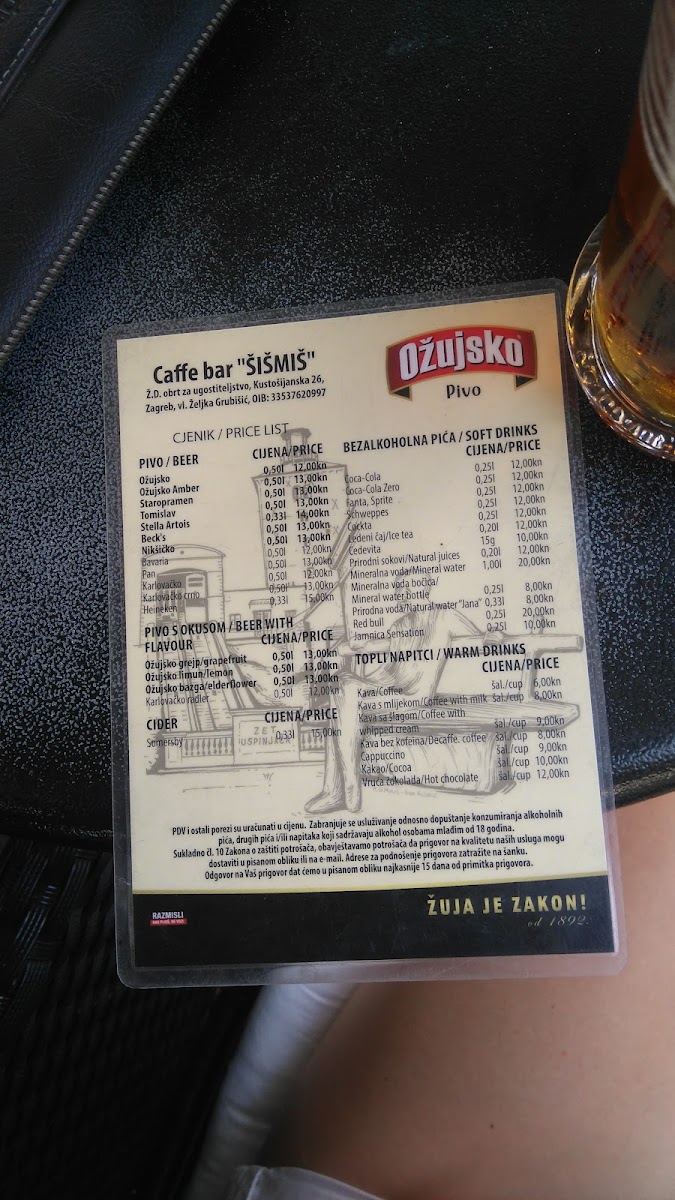 Caffe bar "ŠIŠMIŠ"
Ž.D. obrt za ugostiteljstvo, Kustošijanska 26,
Zagreb, vl. Željka Grubišić, OIB: 33537620997
Ožujsko
Pivo
CJENIK / PRICE LIST
PIVO / BEER CIJENA/PRICE
Ožujsko 0,50l 12,00kn
Ožujsko Amber 0,50l 13,00kn
Staropramen 0,50l 13,00kn
Tomislav 0,50l 13,00kn
Stella Artois 0,33l 14,00kn
Beck's 0,50l 13,00kn
Nikšičko 0,50l 13,00kn
Bavaria 0,50l 12,00kn
Pan 0,50l 13,00kn
Karlovačko 0,50l 12,00kn
Karlovačko crno 0,50l 13,00kn
Heineken 0,33l 15,00kn
PIVO S OKUSOM / BEER WITH
FLAVOUR CIJENA/PRICE
Ožujsko grejp/grapefruit 0,50l 13,00kn
Ožujsko limun/lemon 0,50l 13,00kn
Ožujsko bazga/elderflower 0,50l 13,00kn
Karlovačko radler 0,50l 12,00kn
CIDER CIJENA/PRICE
Somersby 0,33l 15,00kn
ZET
USPINJAČA
BEZALKOHOLNA PIĆA / SOFT DRINKS
CIJENA/PRICE
Coca-Cola 0,25l 12,00kn
Coca-Cola Zero 0,25l 12,00kn
Fanta, Sprite 0,25l 12,00kn
Schweppes 0,25l 12,00kn
Cockta 0,25l 12,00kn
Ledeni čaj/Ice tea 0,20l 12,00kn
Cedevita 15g 10,00kn
Prirodni sokovi/Natural juices 0,20l 12,00kn
Mineralna voda/Mineral water 1,00l 20,00kn
Mineralna voda bočica/
Mineral water bottle 0,25l 8,00kn
Prirodna voda/Natural water "Jana" 0,33l 8,00kn
Red bull 0,25l 20,00kn
Jamnica Sensation 0,25l 10,00kn
TOPLI NAPITCI / WARM DRINKS
CIJENA/PRICE
Kava/Coffee šal./cup 6,00kn
Kava s mlijekom/Coffee with milk šal./cup 8,00kn
Kava sa šlagom/Coffee with
whipped cream šal./cup 9,00kn
Kava bez kofeina/Decaffe. coffee šal./cup 8,00kn
Cappuccino šal./cup 9,00kn
Kakao/Cocoa šal./cup 10,00kn
Vruća čokolada/Hot chocolate šal./cup 12,00kn
PDV i ostali porezi su uračunati u cijenu. Zabranjuje se usluživanje odnosno dopuštanje konzumiranja alkoholnih
pića, drugih pića i/ili napitaka koji sadržavaju alkohol osobama mlađim od 18 godina.
Sukladno čl. 10 Zakona o zaštiti potrošača, obavještavamo potrošača da prigovor na kvalitetu naših usluga mogu
dostaviti u pisanom obliku ili na e-mail. Adrese za podnošenje prigovora zatražite na šanku.
Odgovor na Vaš prigovor dat ćemo u pisanom obliku najkasnije 15 dana od primitka prigovora.
RAZMISLI
ŽUJA JE ZAKON!
od 1892.